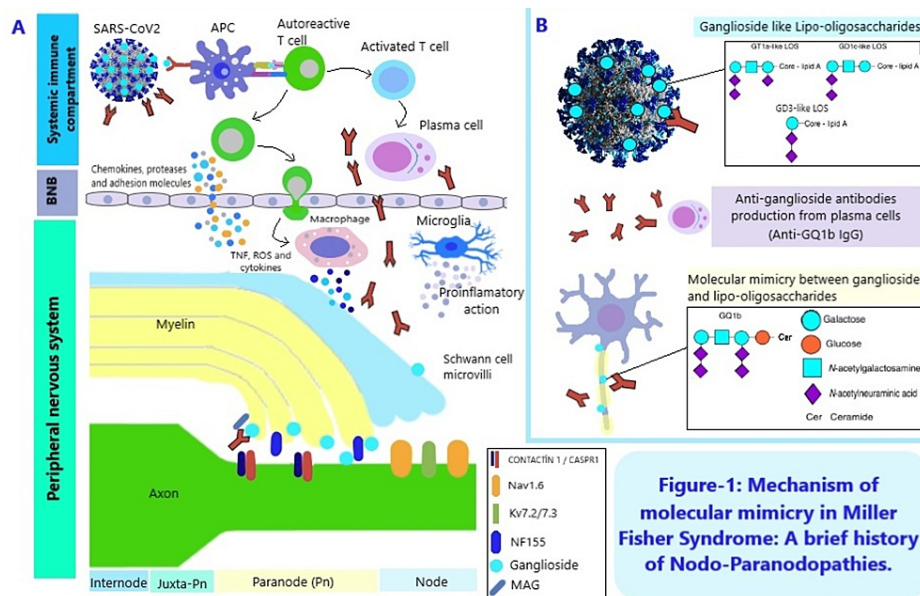 A
Systemic immune
compartment
BNB
Peripheral nervous system
SARS-CoV2
APC
Autoreactive
T cell
Activated T cell
Plasma cell
Chemokines, proteases
and adhesion molecules
Macrophage
Microglia
TNF, ROS and
cytokines
Proinflamatory
action
Myelin
Schwann cell
microvilli
Axon
Internode
Juxta-Pn
Paranode (Pn)
Node
CONTACTÍN 1 / CASPR1
Nav1.6
Kv7.2/7.3
NF155
Ganglioside
MAG
B
Ganglioside like Lipo-oligosaccharides
GT1a-like LOS
GD1c-like LOS
Core - lipid A
Core - lipid A
GD3-like LOS
Core - lipid A
Anti-ganglioside antibodies
production from plasma cells
(Anti-GQ1b IgG)
Molecular mimicry between ganglioside
and lipo-oligosaccharides
GQ1b
Cer
Galactose
Glucose
N-acetylgalactosamine
N-acetylneuraminic acid
Cer Ceramide
Figure-1: Mechanism of
molecular mimicry in Miller
Fisher Syndrome: A brief history
of Nodo-Paranodopathies.